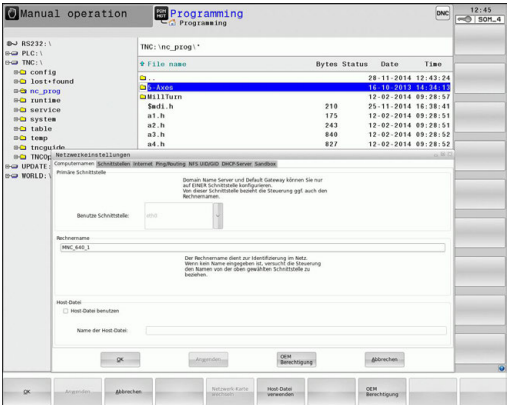 Manual operation
Programming
Programming
DNC
12:45
SOM_4
RS232:\
PLC:\
TNC:\
config
lost+found
nc_prog
runtime
service
system
table
temp
tncguide
UPDATE:
WORLD:\
TNC:\nc_prog\*
File name Bytes Status Date Time
.. 28-11-2014 12:43:24
5-Axes 16-10-2013 14:34:13
MillTurn 12-02-2014 09:28:57
$mdi.h 210 25-11-2014 16:38:41
a1.h 175 12-02-2014 09:28:57
a2.h 243 12-02-2014 09:28:51
a3.h 840 12-02-2014 09:28:52
a4.h 827 12-02-2014 09:28:52
Netzwerkeinstellungen
Computernamen Schnittstellen Internet Ping/Routing NFS UID/GID DHCP-Server Sandbox
Primäre Schnittstelle
Domain Name Server und Default Gateway können Sie nur
auf EINER Schnittstelle konfigurieren.
Von dieser Schnittstelle bezieht die Steuerung ggf. auch den
Rechnernamen.
Benutze Schnittstelle:
eth0
Rechnername
MNC_640_1
Der Rechnername dient zur Identifizierung im Netz.
Wenn kein Name eingegeben ist, versucht die Steuerung
den Namen von der oben gewählten Schnittstelle zu
beziehen.
Host-Datei
Host-Datei benutzen
Name der Host-Datei:
OK
Anwenden
OEM
Berechtigung
Abbrechen
OK
Anwenden
Abbrechen
Netzwerk-Karte
Host-Datei
verwenden
OEM
Berechtigung